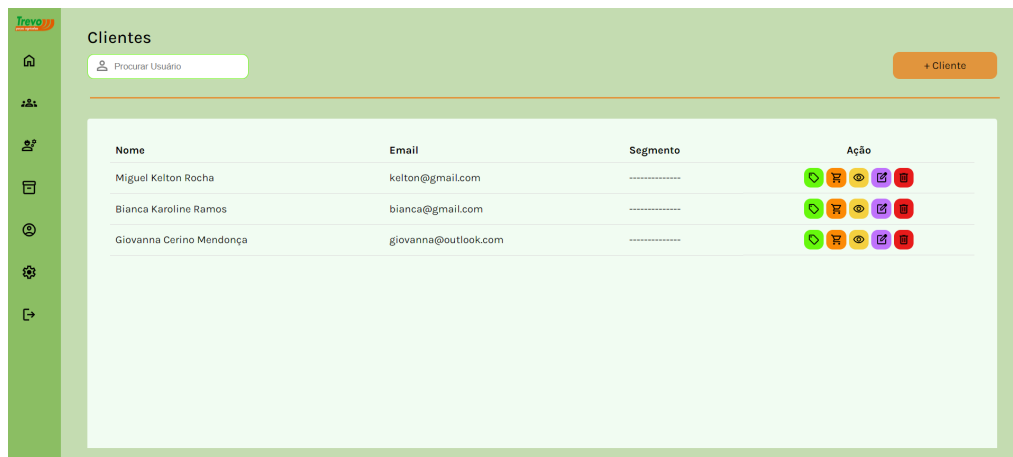 Trevo
Clientes
Procurar Usuário
+ Cliente
Nome Email Segmento Ação
Miguel Kelton Rocha kelton@gmail.com --------------
Bianca Karoline Ramos bianca@gmail.com --------------
Giovanna Cerino Mendonça giovanna@outlook.com --------------